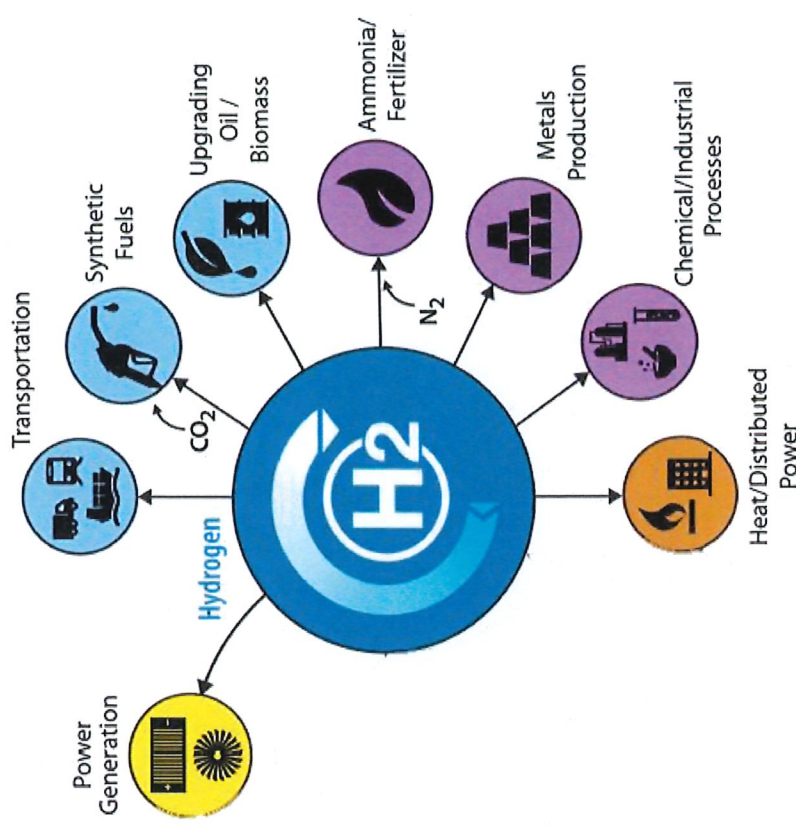 Power
Generation
Hydrogen
H2
Transportation
CO₂
Synthetic
Fuels
Upgrading
Oil /
Biomass
N₂
Ammonia/
Fertilizer
Metals
Production
Chemical/Industrial
Processes
Heat/Distributed
Power